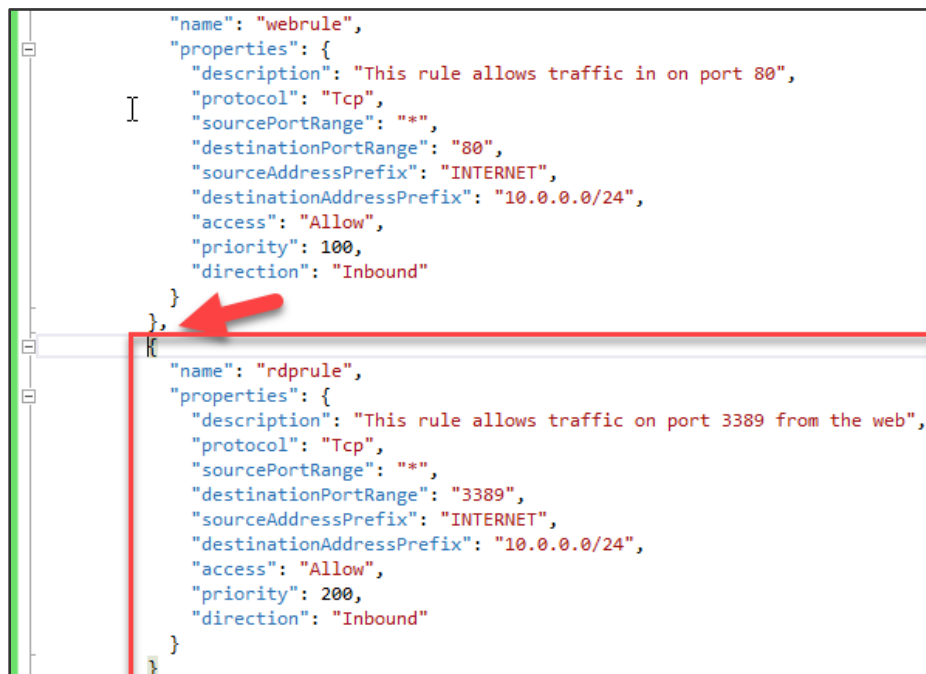 "name": "webrule",
"properties": {
"description": "This rule allows traffic in on port 80",
"protocol": "Tcp",
"sourcePortRange": "*",
"destinationPortRange": "80",
"sourceAddressPrefix": "INTERNET",
"destinationAddressPrefix": "10.0.0.0/24",
"access": "Allow",
"priority": 100,
"direction": "Inbound"
}
},
{
"name": "rdprule",
"properties": {
"description": "This rule allows traffic on port 3389 from the web",
"protocol": "Tcp",
"sourcePortRange": "*",
"destinationPortRange": "3389",
"sourceAddressPrefix": "INTERNET",
"destinationAddressPrefix": "10.0.0.0/24",
"access": "Allow",
"priority": 200,
"direction": "Inbound"
}
}